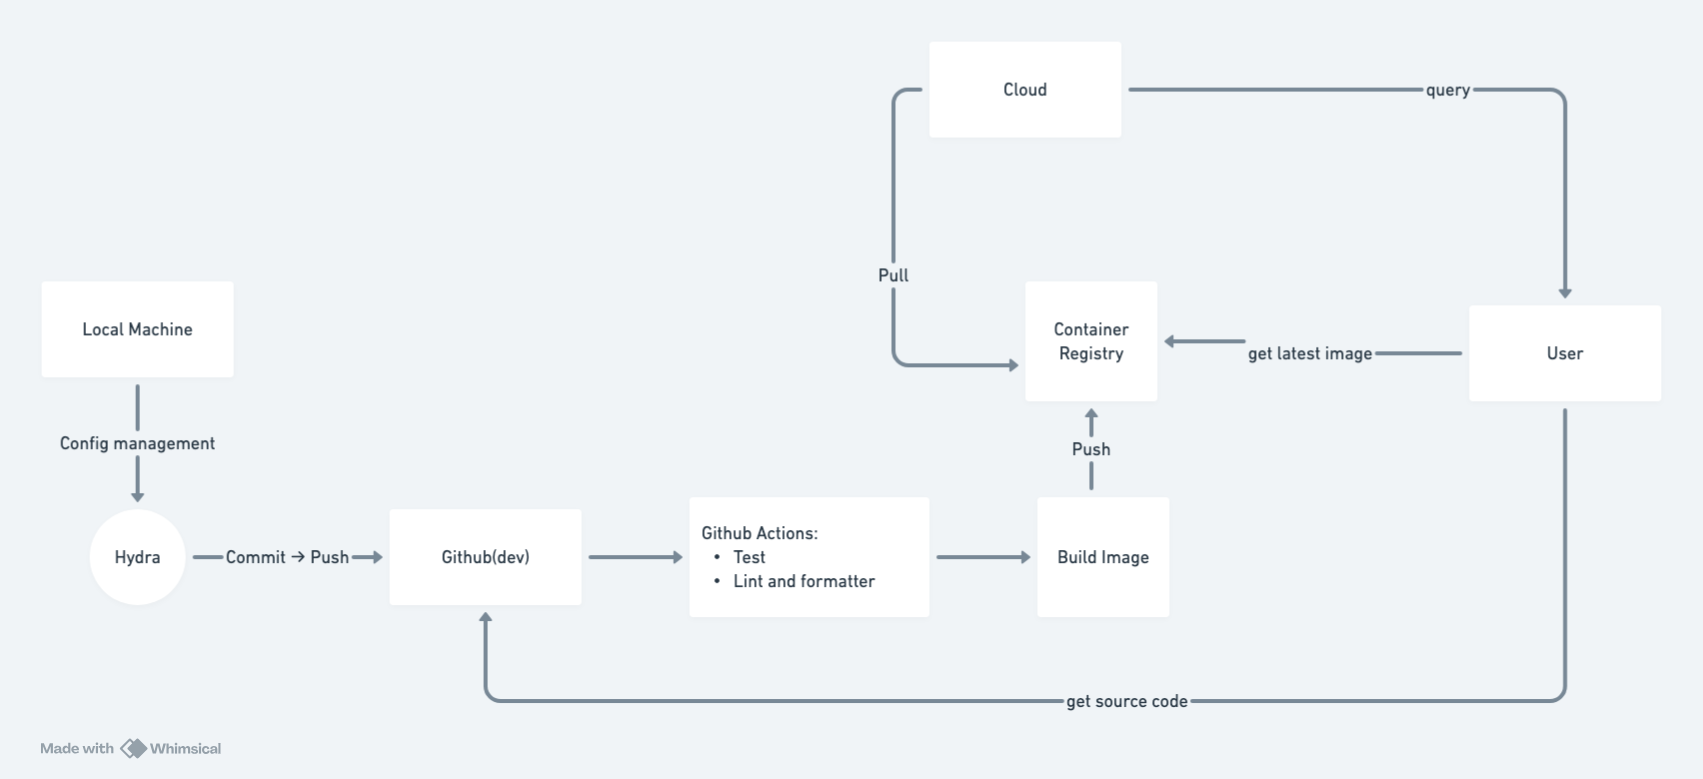 Cloud
query
Pull
Local Machine
Container
Registry
get latest image
User
Config management
Push
Hydra
Commit → Push
Github(dev)
Github Actions:
• Test
• Lint and formatter
Build Image
get source code
Made with Whimsical